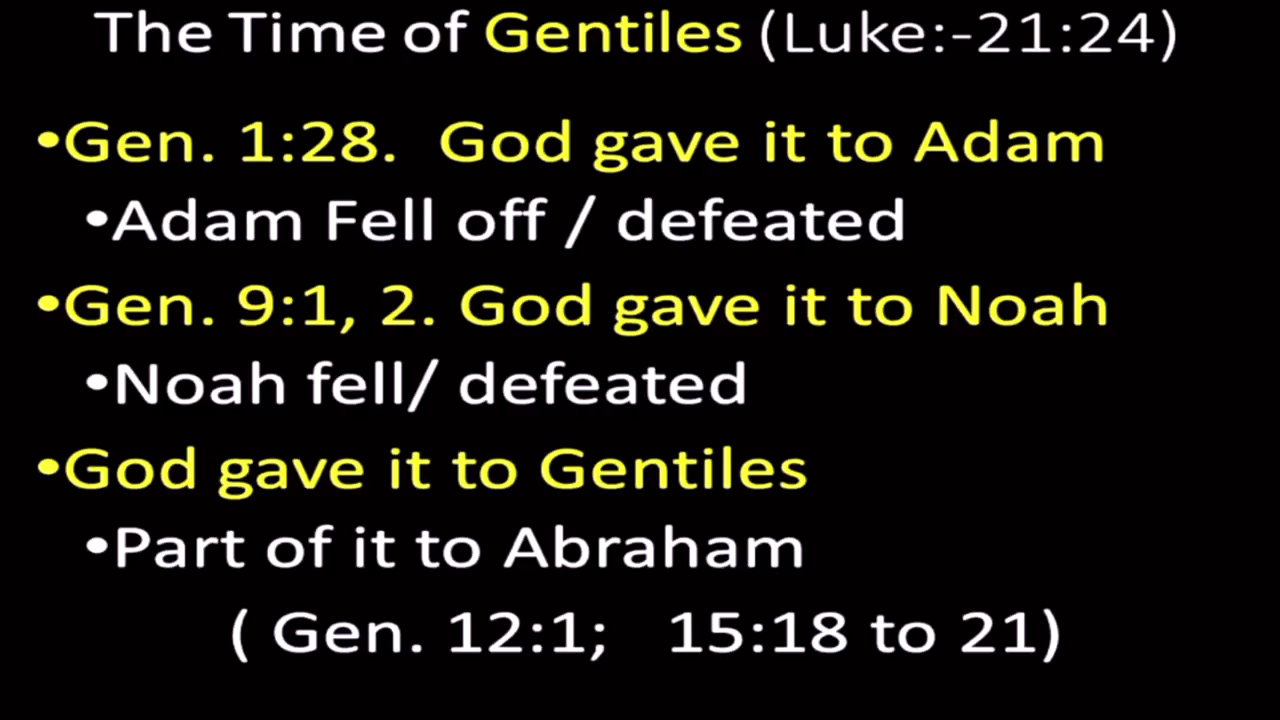 The Time of Gentiles (Luke:-21:24)
•Gen. 1:28. God gave it to Adam
•Adam Fell off / defeated
•Gen. 9:1, 2. God gave it to Noah
•Noah fell/ defeated
•God gave it to Gentiles
•Part of it to Abraham
( Gen. 12:1; 15:18 to 21)